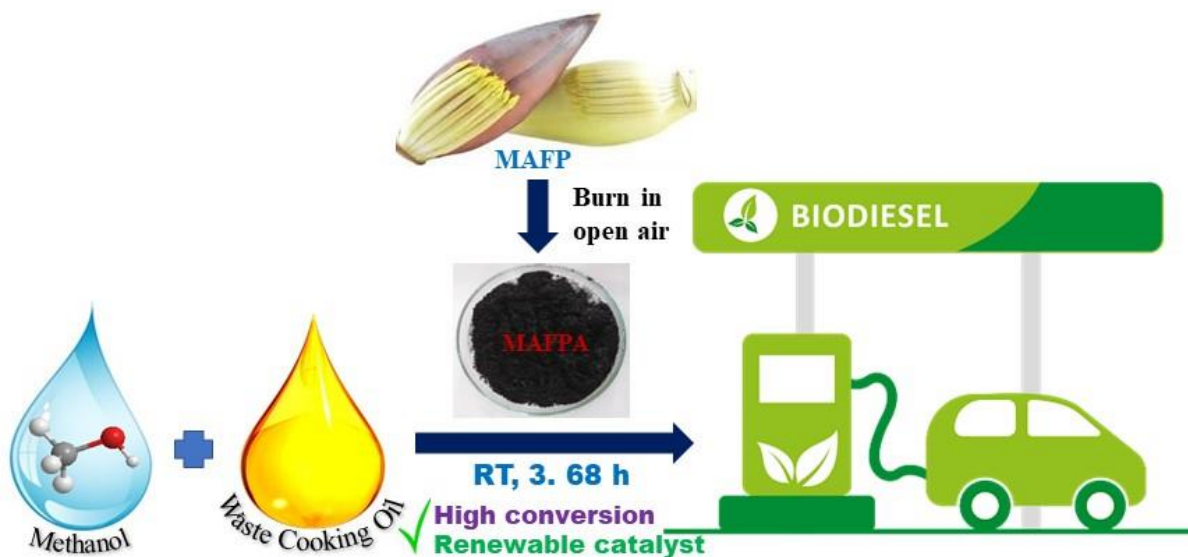 MAFP
Burn in
open air
BIODIESEL
MAFPA
Methanol
Waste Cooking Oil
RT, 3. 68 h
High conversion
Renewable catalyst